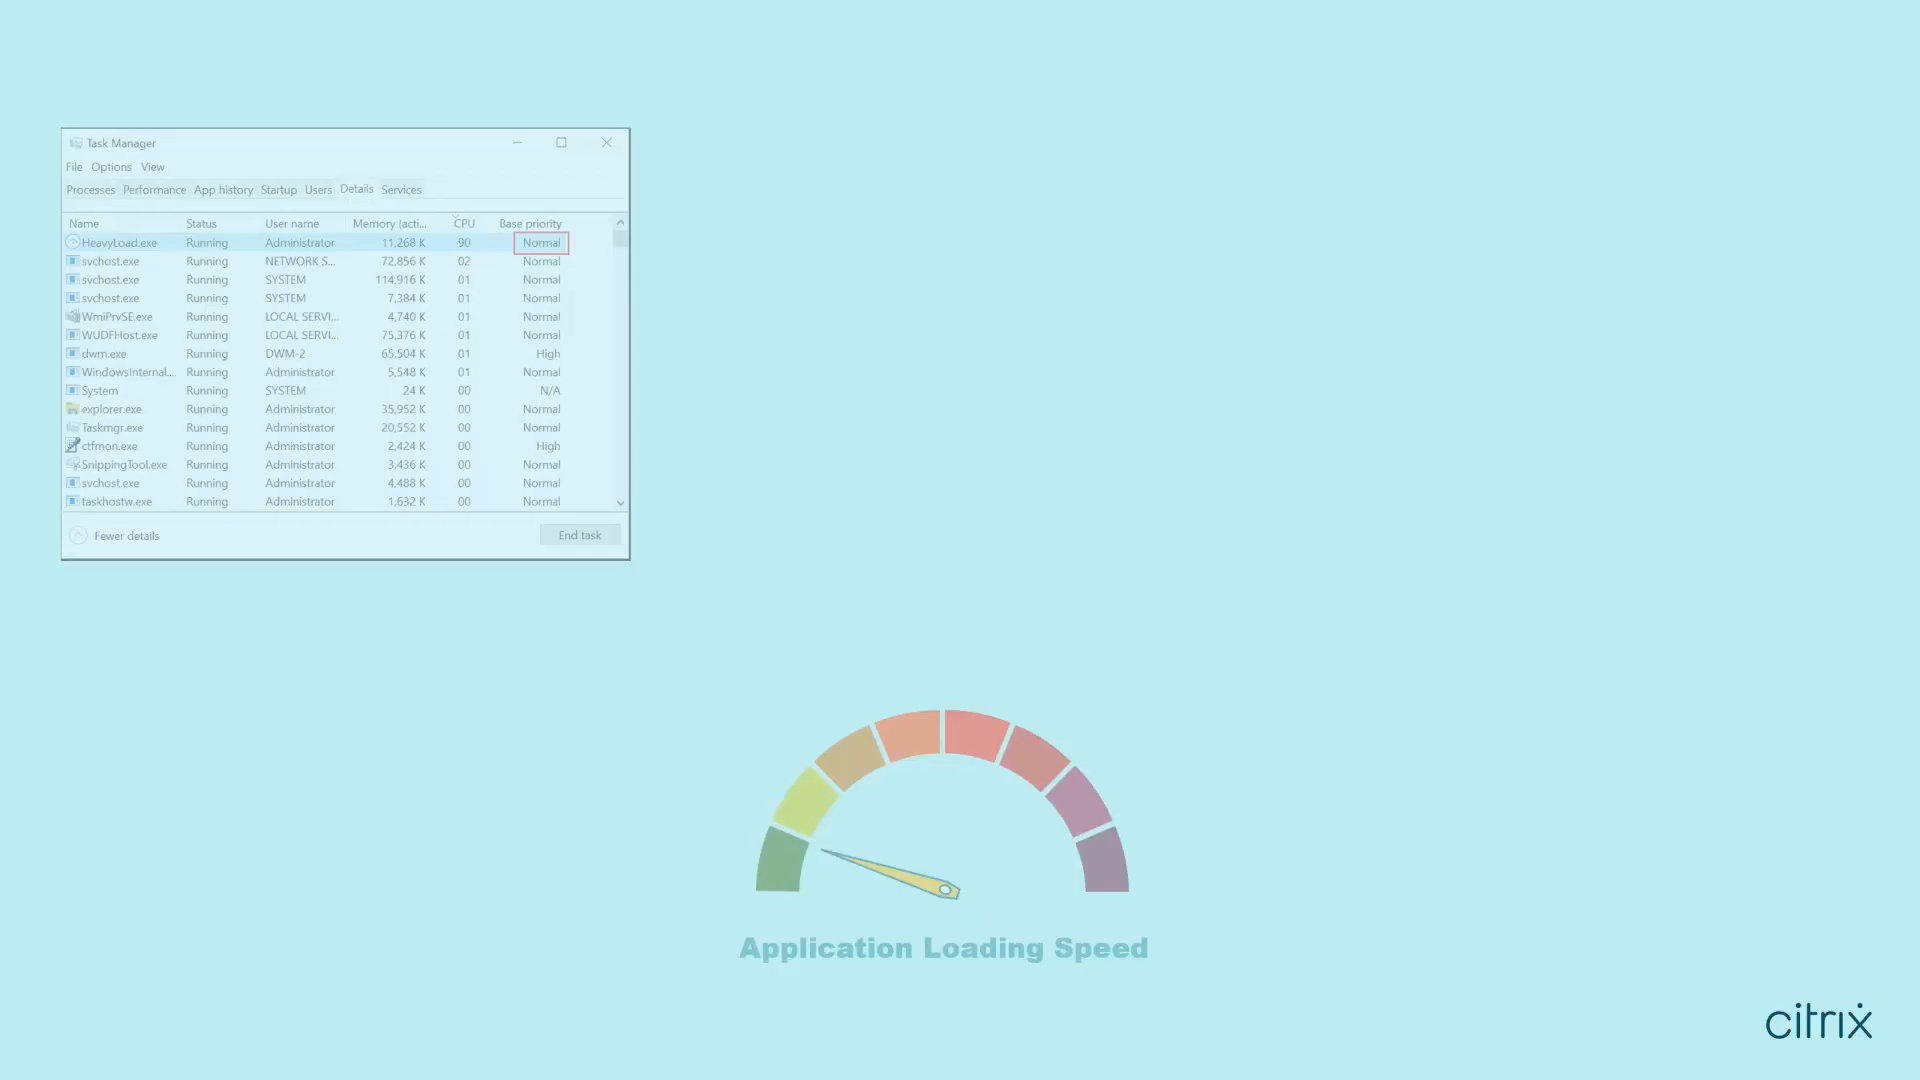 Task Manager
File Options View
Processes Performance App history Startup Users Details Services
Name Status User name Memory (acti... CPU Base priority
HeavyLoad.exe Running Administrator 11,268 K 90 Normal
svchost.exe Running NETWORK S... 72,856 K 02 Normal
svchost.exe Running SYSTEM 114,916 K 01 Normal
svchost.exe Running SYSTEM 7,384 K 01 Normal
WmiPrvSE.exe Running LOCAL SERVI... 4,740 K 01 Normal
WUDFHost.exe Running LOCAL SERVI... 75,376 K 01 Normal
dwm.exe Running DWM-2 65,504 K 01 High
WindowsInternal.... Running Administrator 5,548 K 01 Normal
System Running SYSTEM 24 K 00 N/A
explorer.exe Running Administrator 35,952 K 00 Normal
Taskmgr.exe Running Administrator 20,552 K 00 Normal
ctfmon.exe Running Administrator 2,424 K 00 High
SnippingTool.exe Running Administrator 3,436 K 00 Normal
svchost.exe Running Administrator 4,488 K 00 Normal
taskhostw.exe Running Administrator 1,632 K 00 Normal
Fewer details End task
Application Loading Speed
citrix